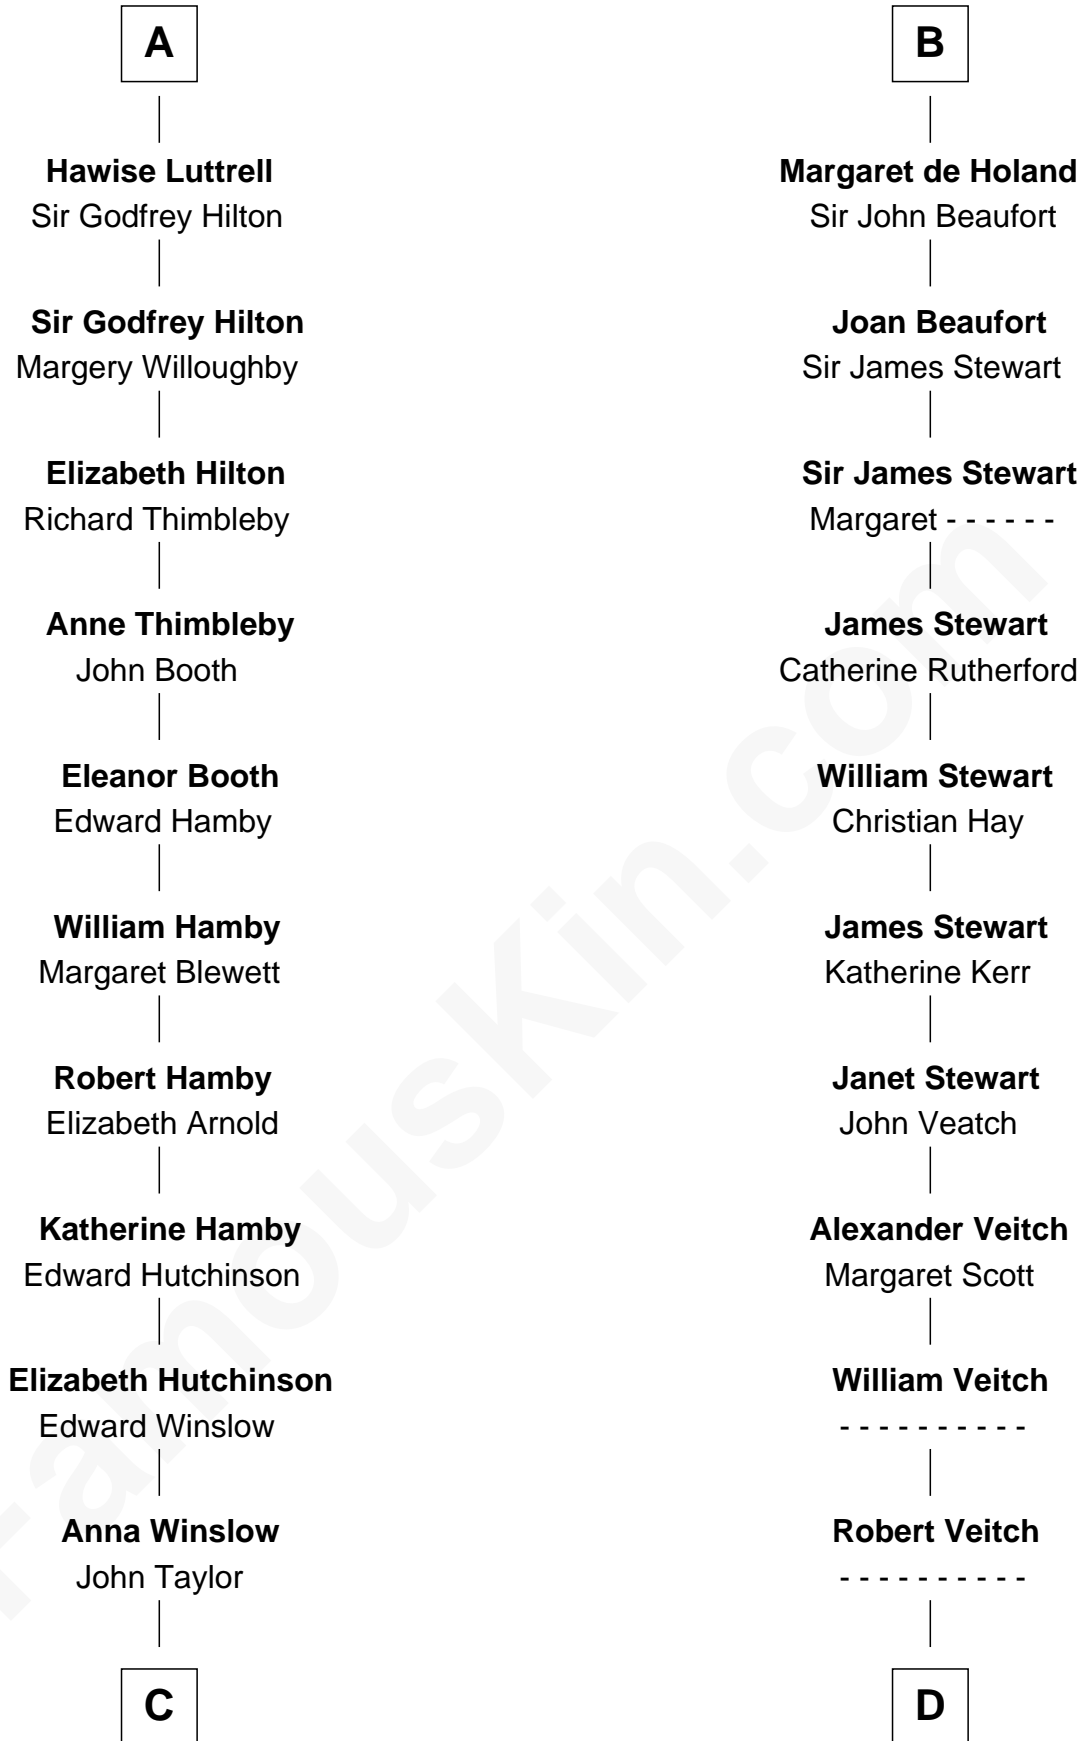 A
Hawise Luttrell
Sir Godfrey Hilton
Sir Godfrey Hilton
Margery Willoughby
Elizabeth Hilton
Richard Thimbleby
Anne Thimbleby
John Booth
Eleanor Booth
Edward Hamby
William Hamby
Margaret Blewett
Robert Hamby
Elizabeth Arnold
Katherine Hamby
Edward Hutchinson
Elizabeth Hutchinson
Edward Winslow
Anna Winslow
John Taylor
C
B
Margaret de Holand
Sir John Beaufort
Joan Beaufort
Sir James Stewart
Sir James Stewart
Margaret - - - - - -
James Stewart
Catherine Rutherford
William Stewart
Christian Hay
James Stewart
Katherine Kerr
Janet Stewart
John Veatch
Alexander Veitch
Margaret Scott
William Veitch
- - - - - - - - - -
Robert Veitch
- - - - - - - - - -
D
FamousKin.com